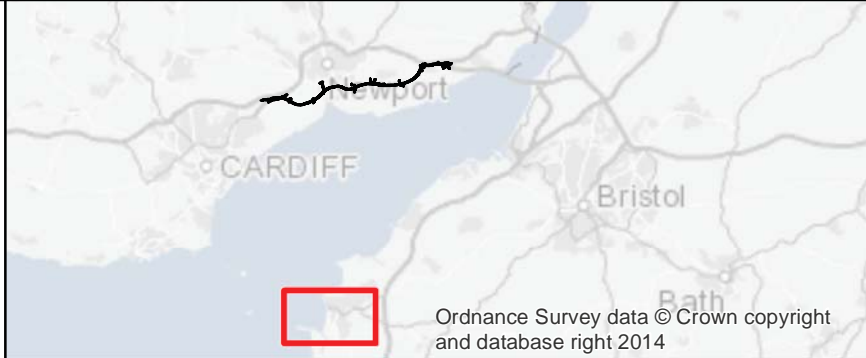 Newport
CARDIFF
Bristol
Bath
Ordnance Survey data © Crown copyright
and database right 2014